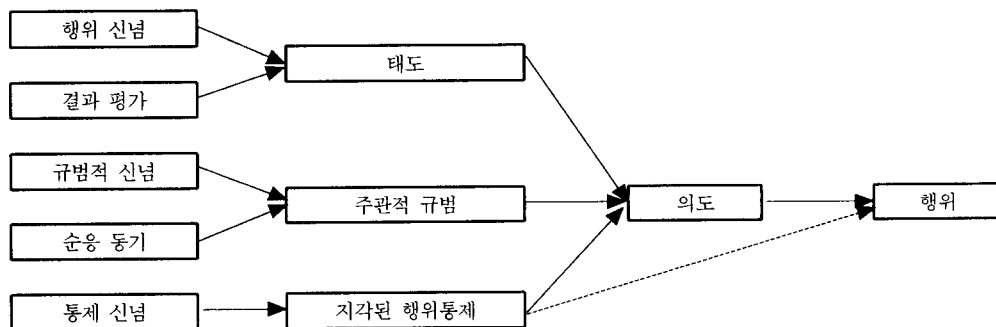 행위 신념
결과 평가
태도
규범적 신념
순응 동기
주관적 규범
의도
행위
통제 신념
지각된 행위통제